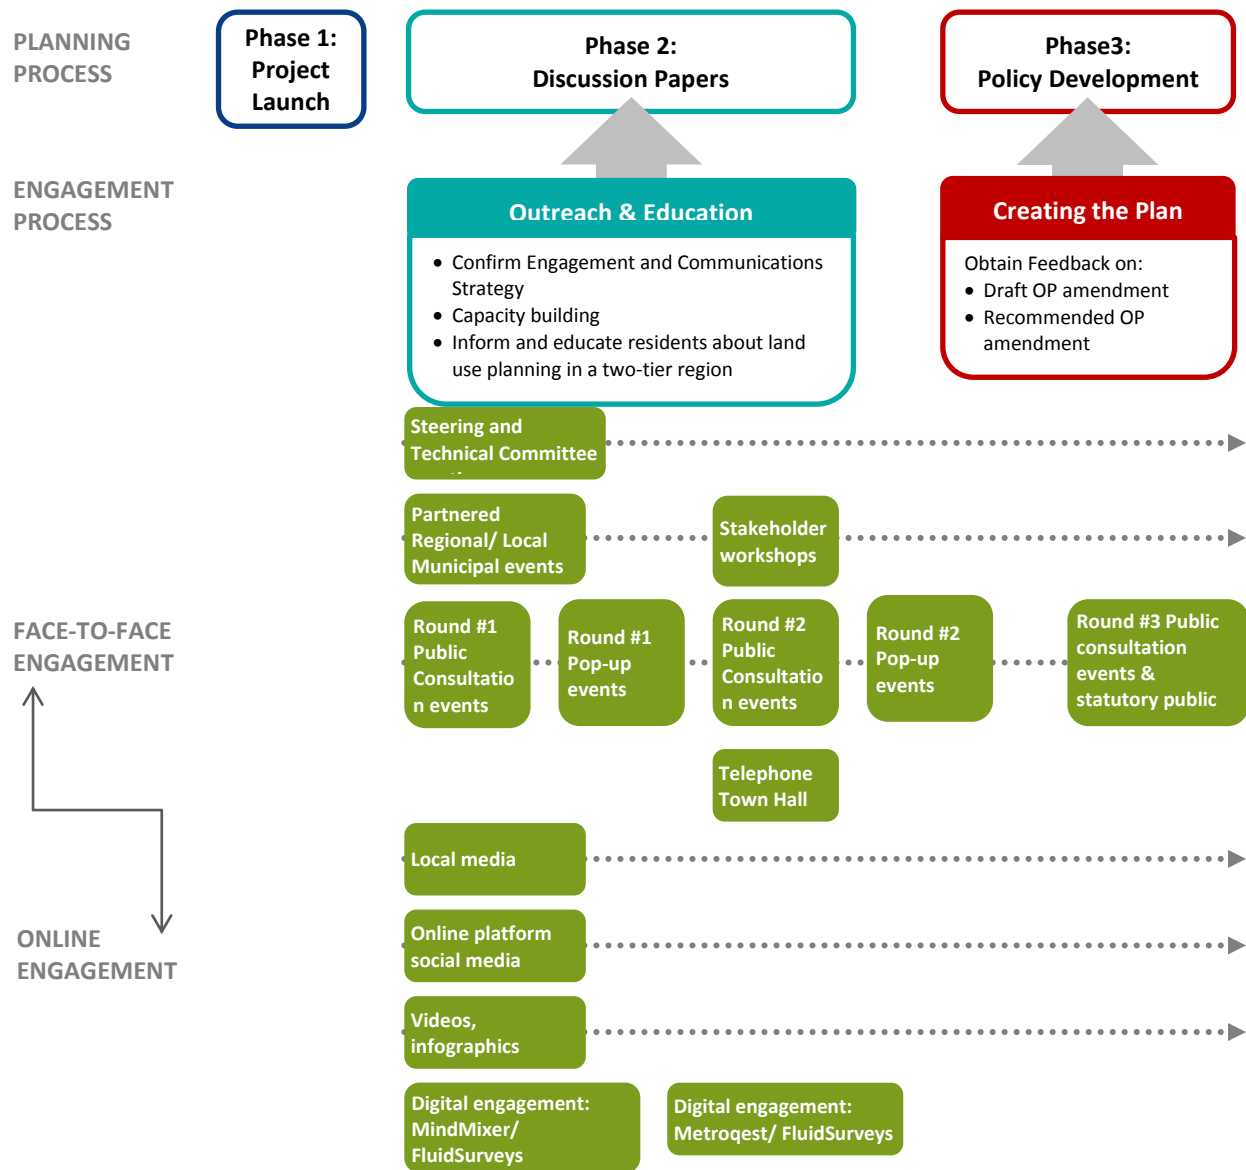 PLANNING
PROCESS
Phase 1:
Project
Launch
Phase 2:
Discussion Papers
Phase3:
Policy Development
ENGAGEMENT
PROCESS
Outreach & Education
• Confirm Engagement and Communications
Strategy
• Capacity building
• Inform and educate residents about land
use planning in a two-tier region
Creating the Plan
Obtain Feedback on:
• Draft OP amendment
• Recommended OP
amendment
Steering and
Technical Committee
Partnered
Regional/ Local
Municipal events
Stakeholder
workshops
FACE-TO-FACE
ENGAGEMENT
Round #1
Public
Consultatio
n events
Round #1
Pop-up
events
Round #2
Public
Consultatio
n events
Round #2
Pop-up
events
Round #3 Public
consultation
events &
statutory public
Telephone
Town Hall
Local media
ONLINE
ENGAGEMENT
Online platform
social media
Videos,
infographics
Digital engagement:
MindMixer/
FluidSurveys
Digital engagement:
Metroqest/ FluidSurveys